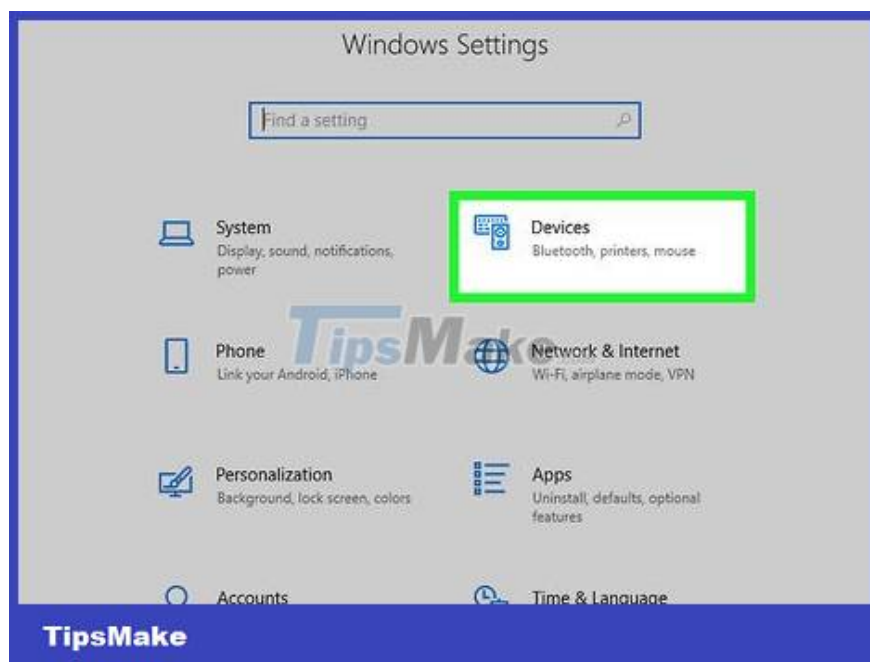 Windows Settings
Find a setting
System
Display, sound, notifications,
power
Devices
Bluetooth, printers, mouse
Phone
Link your Android, iPhone
Network & Internet
Wi-Fi, airplane mode, VPN
TipsMake
Personalization
Background, lock screen, colors
Apps
Uninstall, defaults, optional
features
Accounts
Time & Language
TipsMake